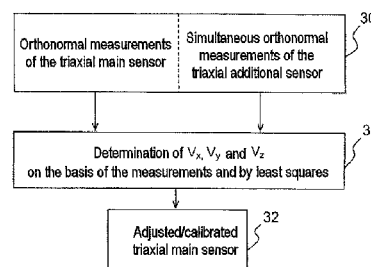 Orthonormal measurements
of the triaxial main sensor
Simultaneous orthonormal
measurements of the
triaxial additional sensor
30
Determination of Vx, Vy and Vz
on the basis of the measurements and by least squares
Adjusted/calibrated
triaxial main sensor
32